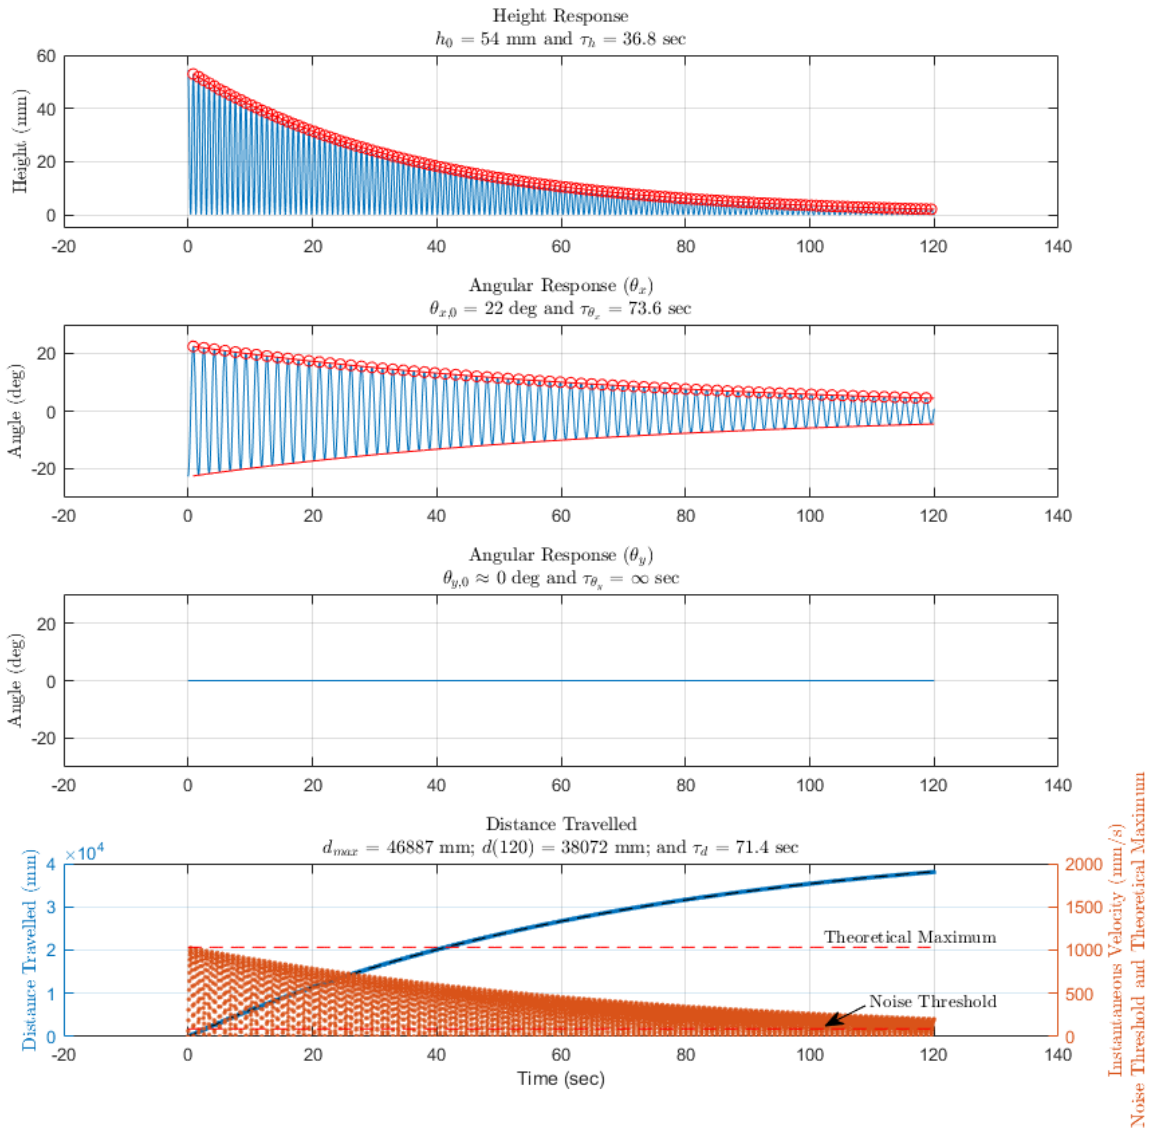 Height Response
h₀ = 54 mm and τₕ = 36.8 sec
Height (mm)
60
40
20
0
-20 0 20 40 60 80 100 120 140
Angular Response (θₓ)
θₓ,₀ = 22 deg and τ_θₓ = 73.6 sec
Angle (deg)
20
0
-20
-20 0 20 40 60 80 100 120 140
Angular Response (θ_y)
θ_y,₀ ≈ 0 deg and τ_θ_y = ∞ sec
Angle (deg)
20
0
-20
-20 0 20 40 60 80 100 120 140
Distance Travelled
d_max = 46887 mm; d(120) = 38072 mm; and τ_d = 71.4 sec
Distance Travelled (mm)
×10⁴
4
3
2
1
0
Theoretical Maximum
Noise Threshold
2000
1500
1000
500
0
Instantaneous Velocity (mm/s)
Noise Threshold and Theoretical Maximum
-20 0 20 40 60 80 100 120 140
Time (sec)